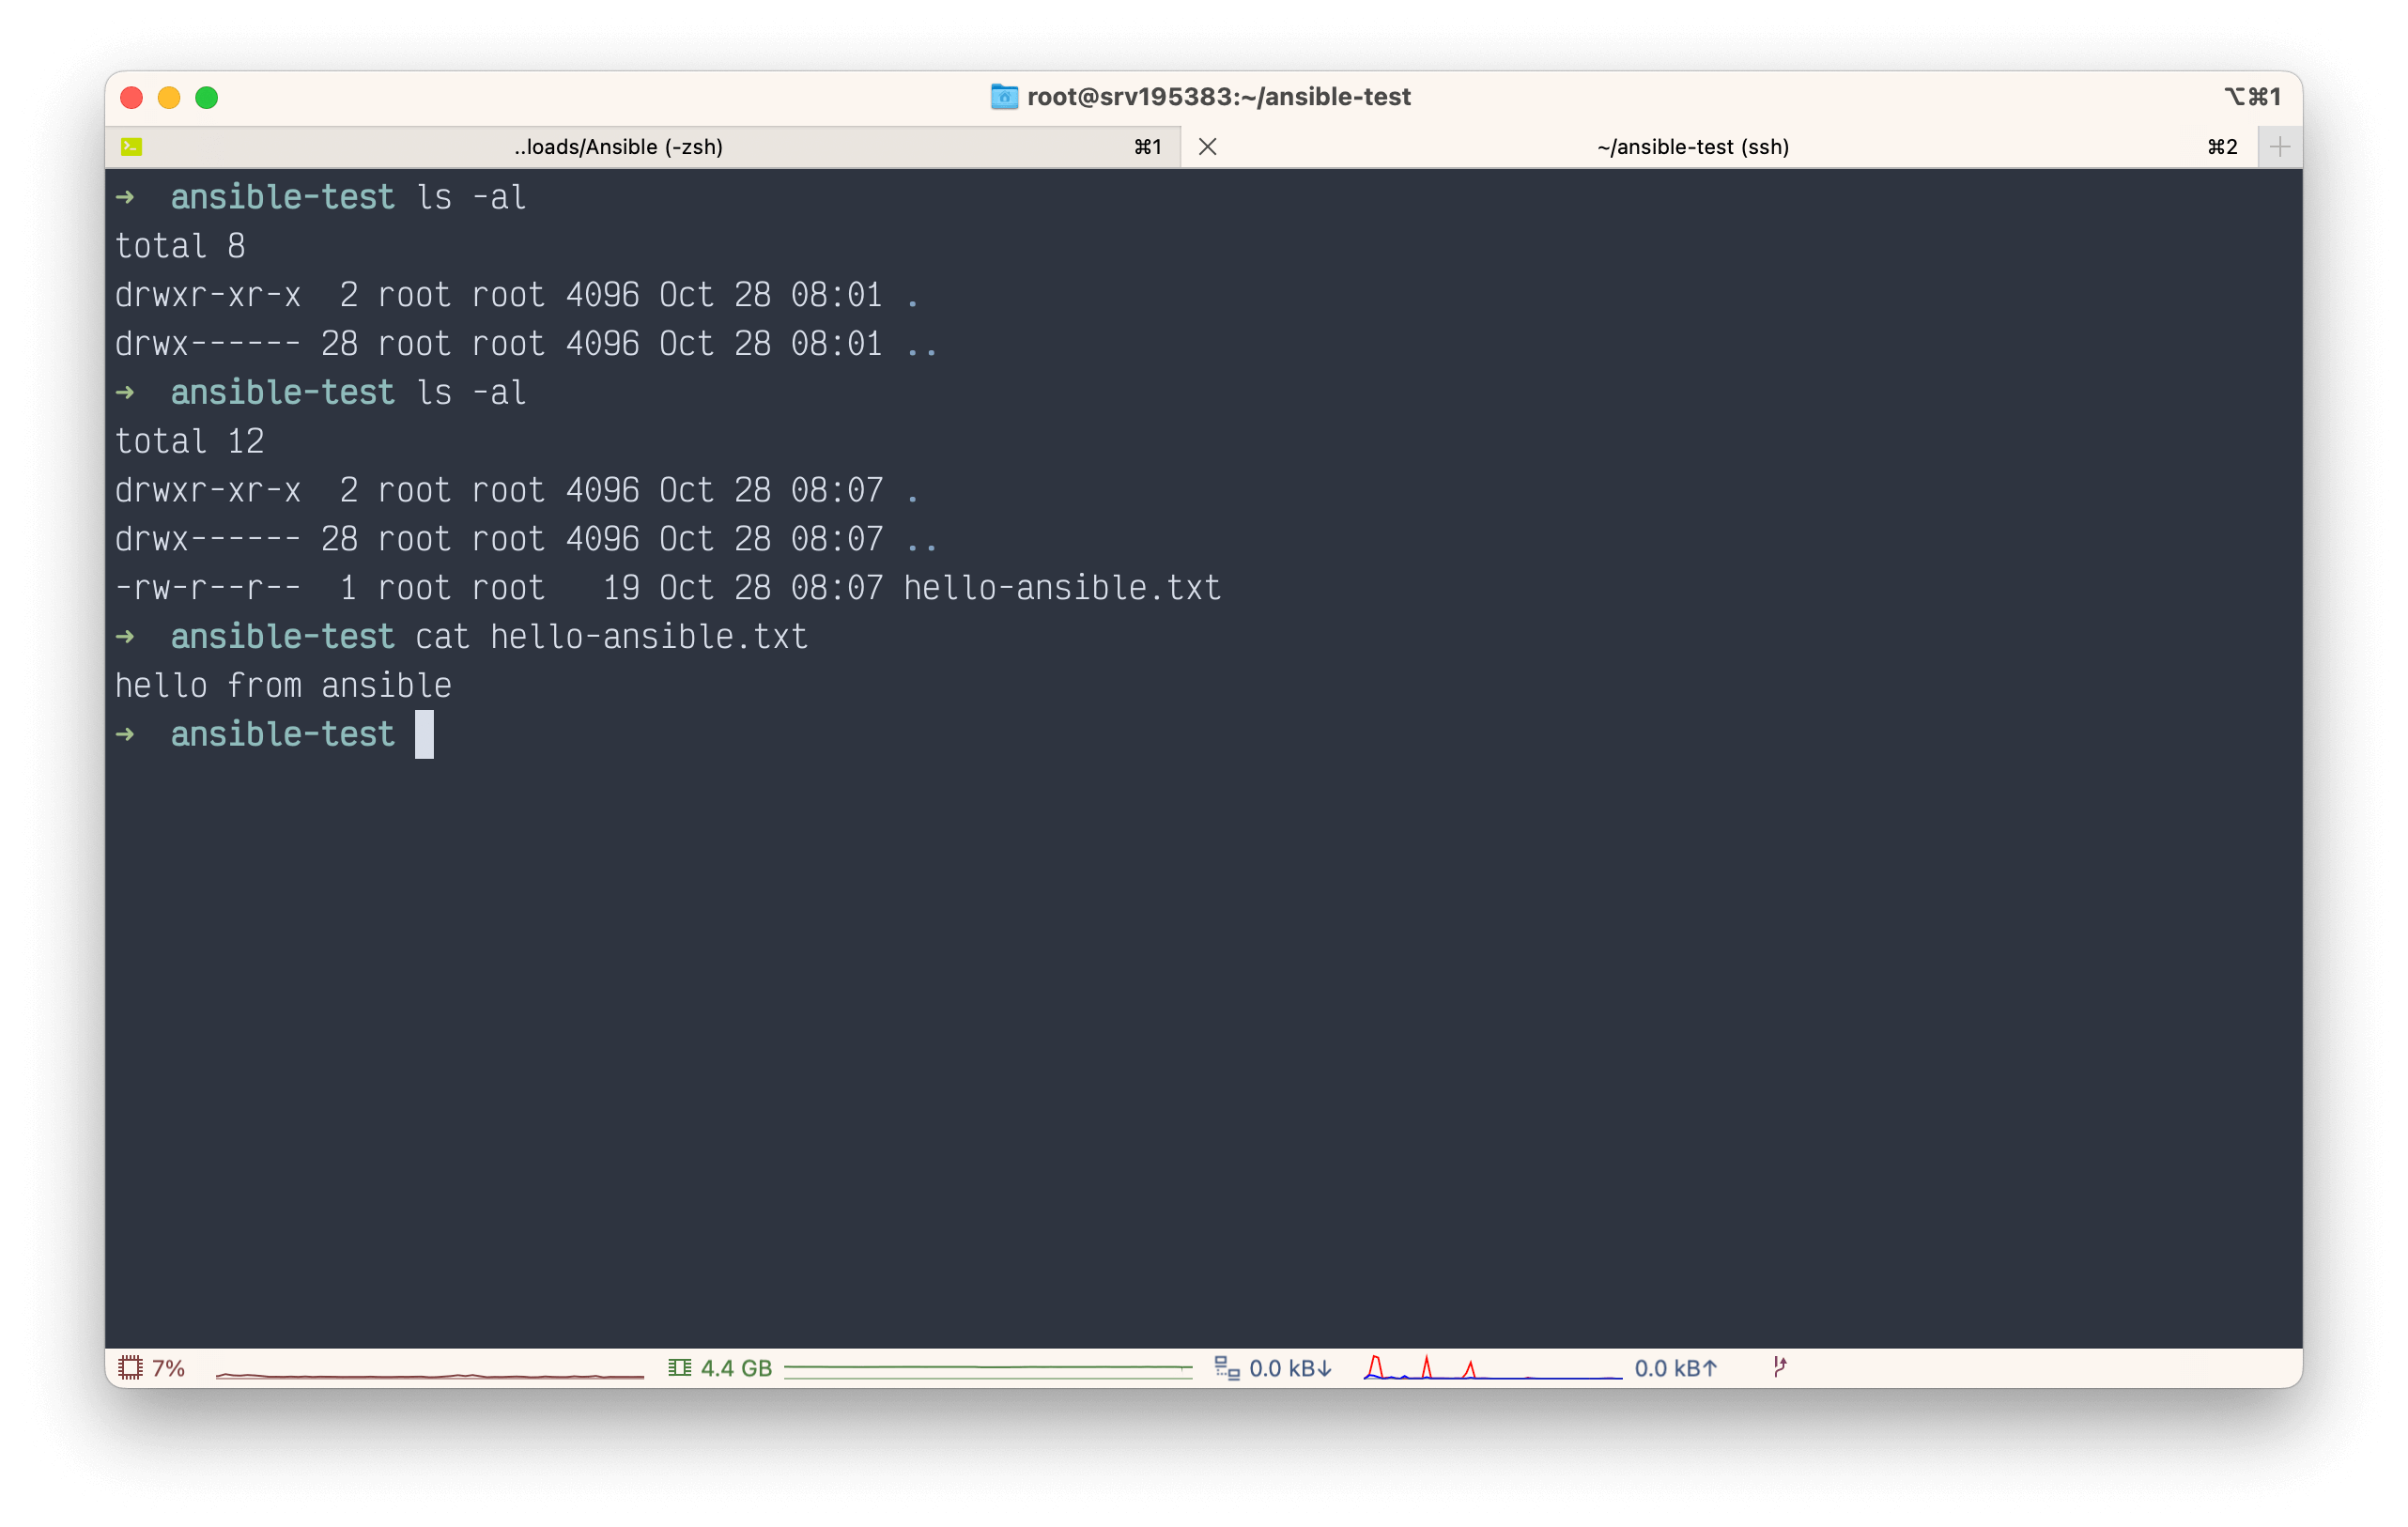 root@srv195383:~/ansible-test ⌥⌘1
..loads/Ansible (-zsh) ⌘1 ~/ansible-test (ssh) ⌘2
→ ansible-test ls -al
total 8
drwxr-xr-x  2 root root 4096 Oct 28 08:01 .
drwx------ 28 root root 4096 Oct 28 08:01 ..
→ ansible-test ls -al
total 12
drwxr-xr-x  2 root root 4096 Oct 28 08:07 .
drwx------ 28 root root 4096 Oct 28 08:07 ..
-rw-r--r--  1 root root   19 Oct 28 08:07 hello-ansible.txt
→ ansible-test cat hello-ansible.txt
hello from ansible
→ ansible-test
7% 4.4 GB 0.0 kB↓ 0.0 kB↑